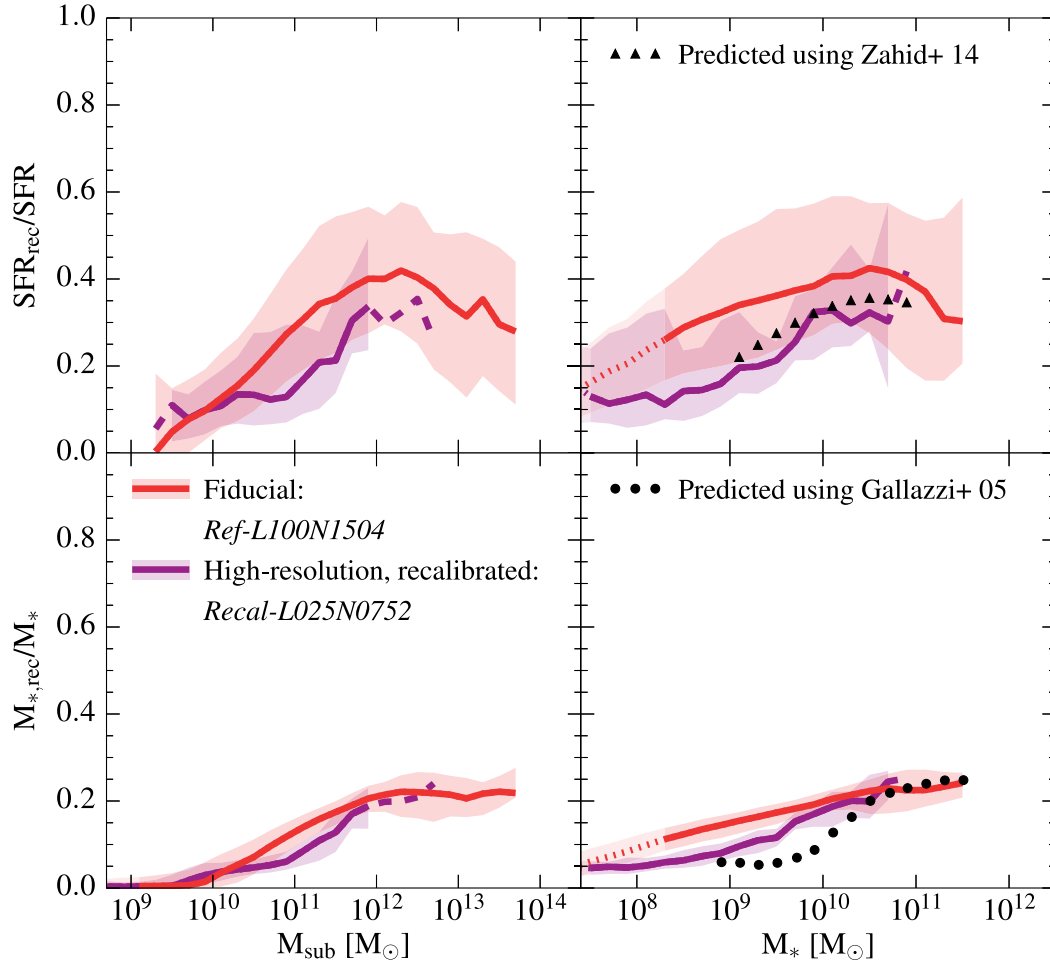 1.0
0.8
0.6
0.4
0.2
0.0
SFR_rec/SFR
▲ ▲ ▲ Predicted using Zahid+ 14
0.8
0.6
0.4
0.2
0.0
M_*,rec/M_*
Fiducial:
Ref-L100N1504
High-resolution, recalibrated:
Recal-L025N0752
● ● ● Predicted using Gallazzi+ 05
10^9 10^10 10^11 10^12 10^13 10^14
M_sub [M_⊙]
10^8 10^9 10^10 10^11 10^12
M_* [M_⊙]